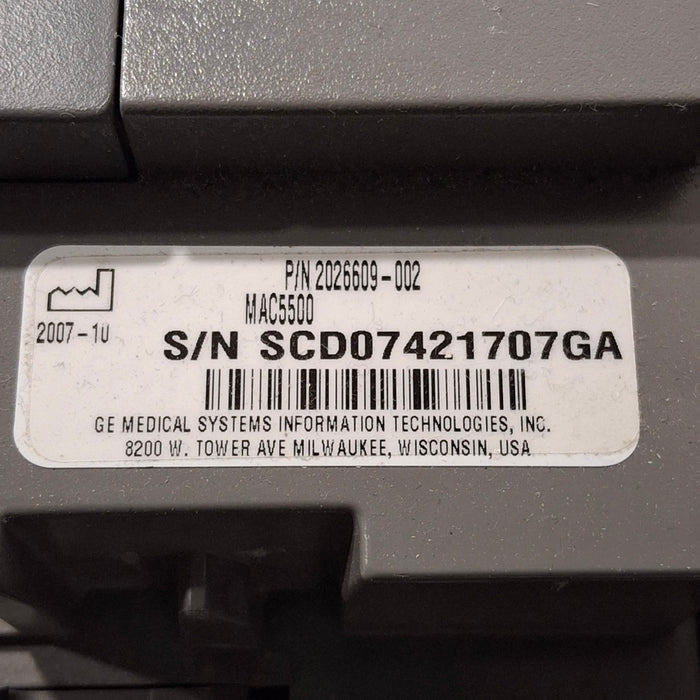 P/N 2026609-002
MAC5500
2007-10
S/N SCD07421707GA
GE MEDICAL SYSTEMS INFORMATION TECHNOLOGIES, INC.
8200 W. TOWER AVE MILWAUKEE, WISCONSIN, USA